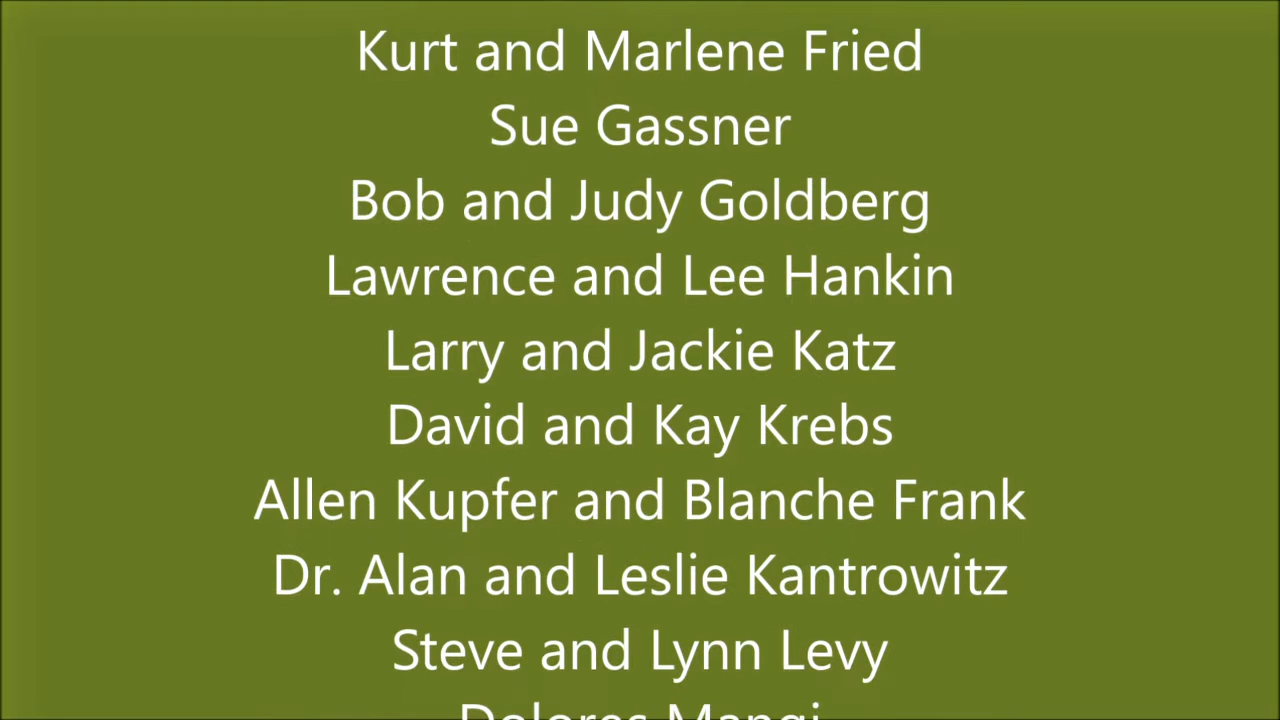 Kurt and Marlene Fried
Sue Gassner
Bob and Judy Goldberg
Lawrence and Lee Hankin
Larry and Jackie Katz
David and Kay Krebs
Allen Kupfer and Blanche Frank
Dr. Alan and Leslie Kantrowitz
Steve and Lynn Levy
Dolores